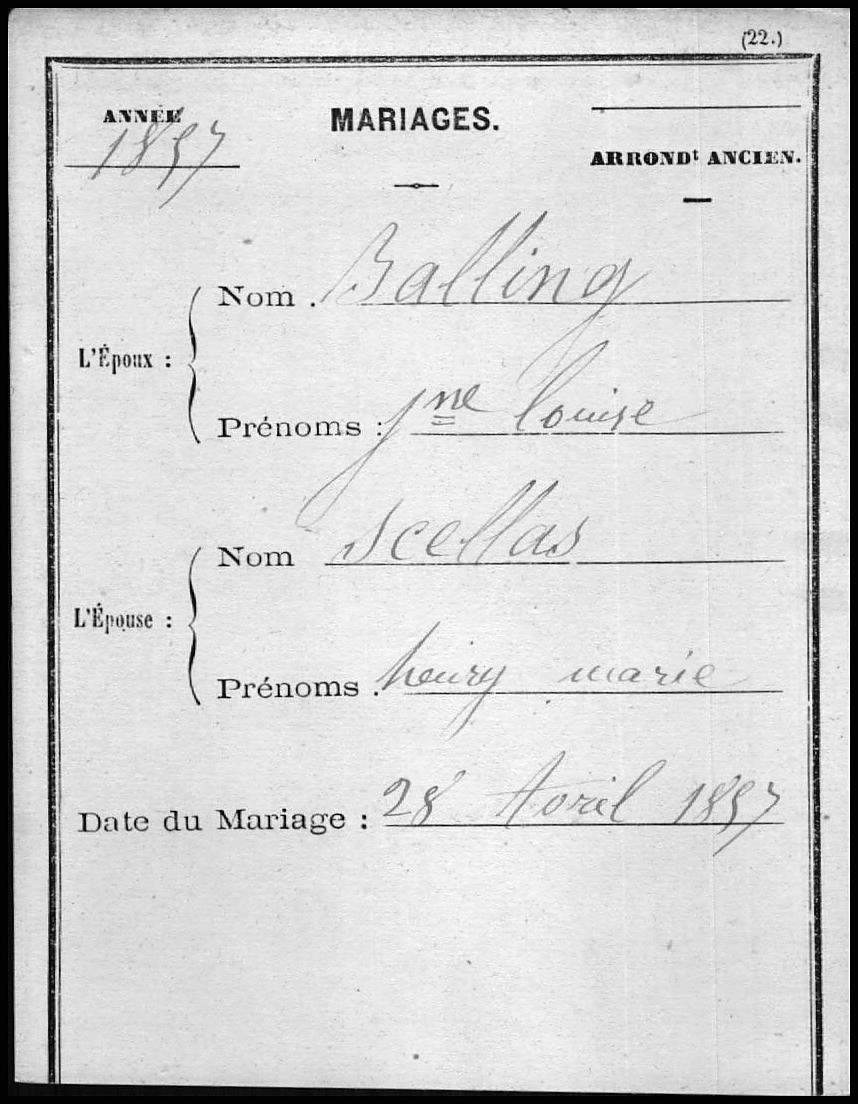 (22.)
ANNÉE
MARIAGES.
1857
ARRONDt ANCIEN.
Nom . Balling
L'Époux :
Prénoms : Jne louise
Nom Scellas
L'Épouse :
Prénoms . henry marie
Date du Mariage : 28 Avril 1857